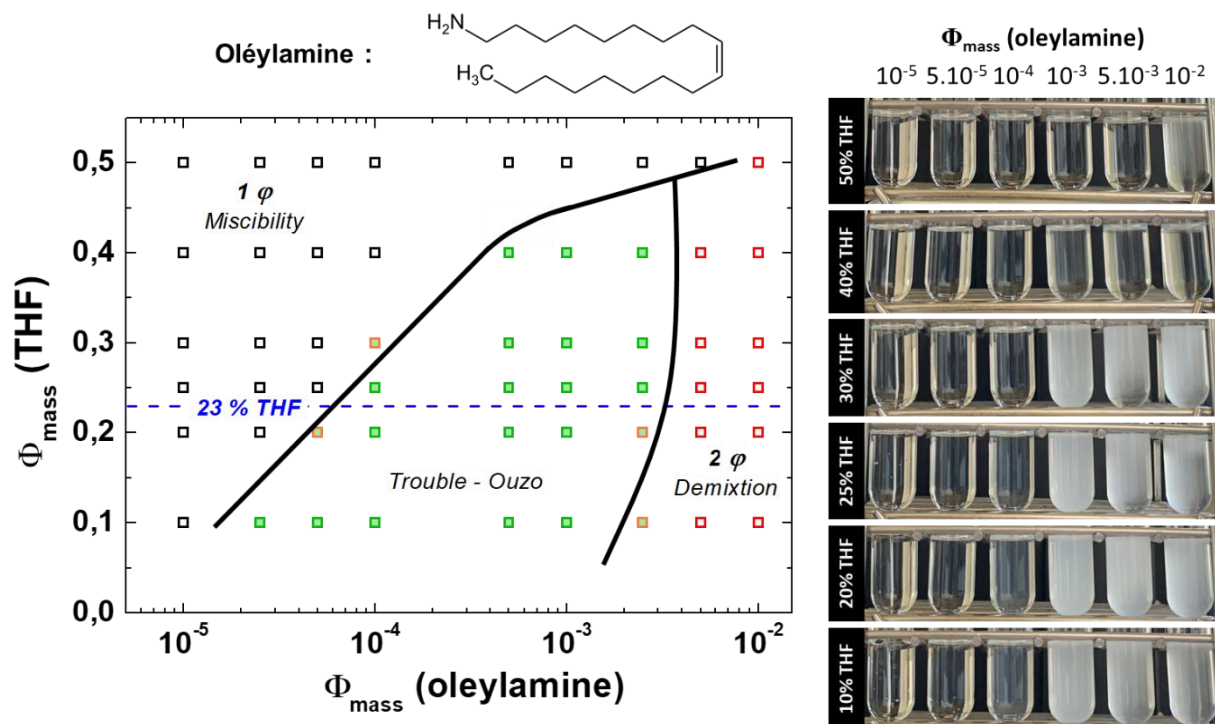 Oléylamine :
H₂N
H₃C
0,5
0,4
0,3
0,2
0,1
0,0
Φmass (THF)
1 φ
Miscibility
23 % THF
Trouble - Ouzo
2 φ
Demixtion
10⁻⁵
10⁻⁴
10⁻³
10⁻²
Φmass (oleylamine)
Φmass (oleylamine)
10⁻⁵ 5.10⁻⁵ 10⁻⁴ 10⁻³ 5.10⁻³ 10⁻²
50% THF
40% THF
30% THF
25% THF
20% THF
10% THF